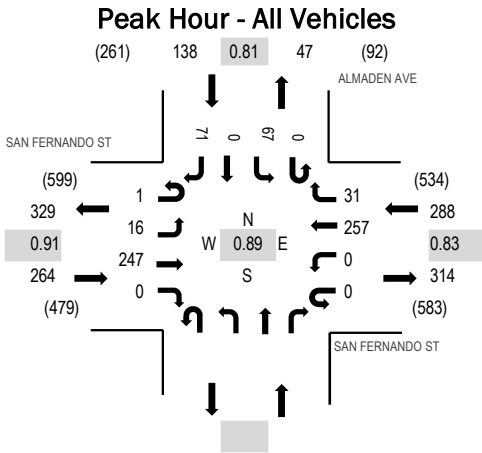 Peak Hour - All Vehicles
(261) 138 0.81 47 (92)
ALMADEN AVE
71 0 67 0
SAN FERNANDO ST
(599) 1 31 (534)
329 16 N 257 288
0.91 W 0.89 E 0.83
264 247 S 0 314
(479) 0 0 (583)
SAN FERNANDO ST